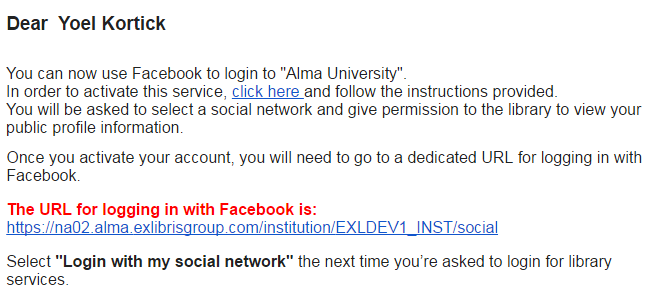 Dear  Yoel Kortick
You can now use Facebook to login to "Alma University".
In order to activate this service, click here and follow the instructions provided.
You will be asked to select a social network and give permission to the library to view your
public profile information.
Once you activate your account, you will need to go to a dedicated URL for logging in with
Facebook.
The URL for logging in with Facebook is:
https://na02.alma.exlibrisgroup.com/institution/EXLDEV1_INST/social
Select "Login with my social network" the next time you’re asked to login for library
services.